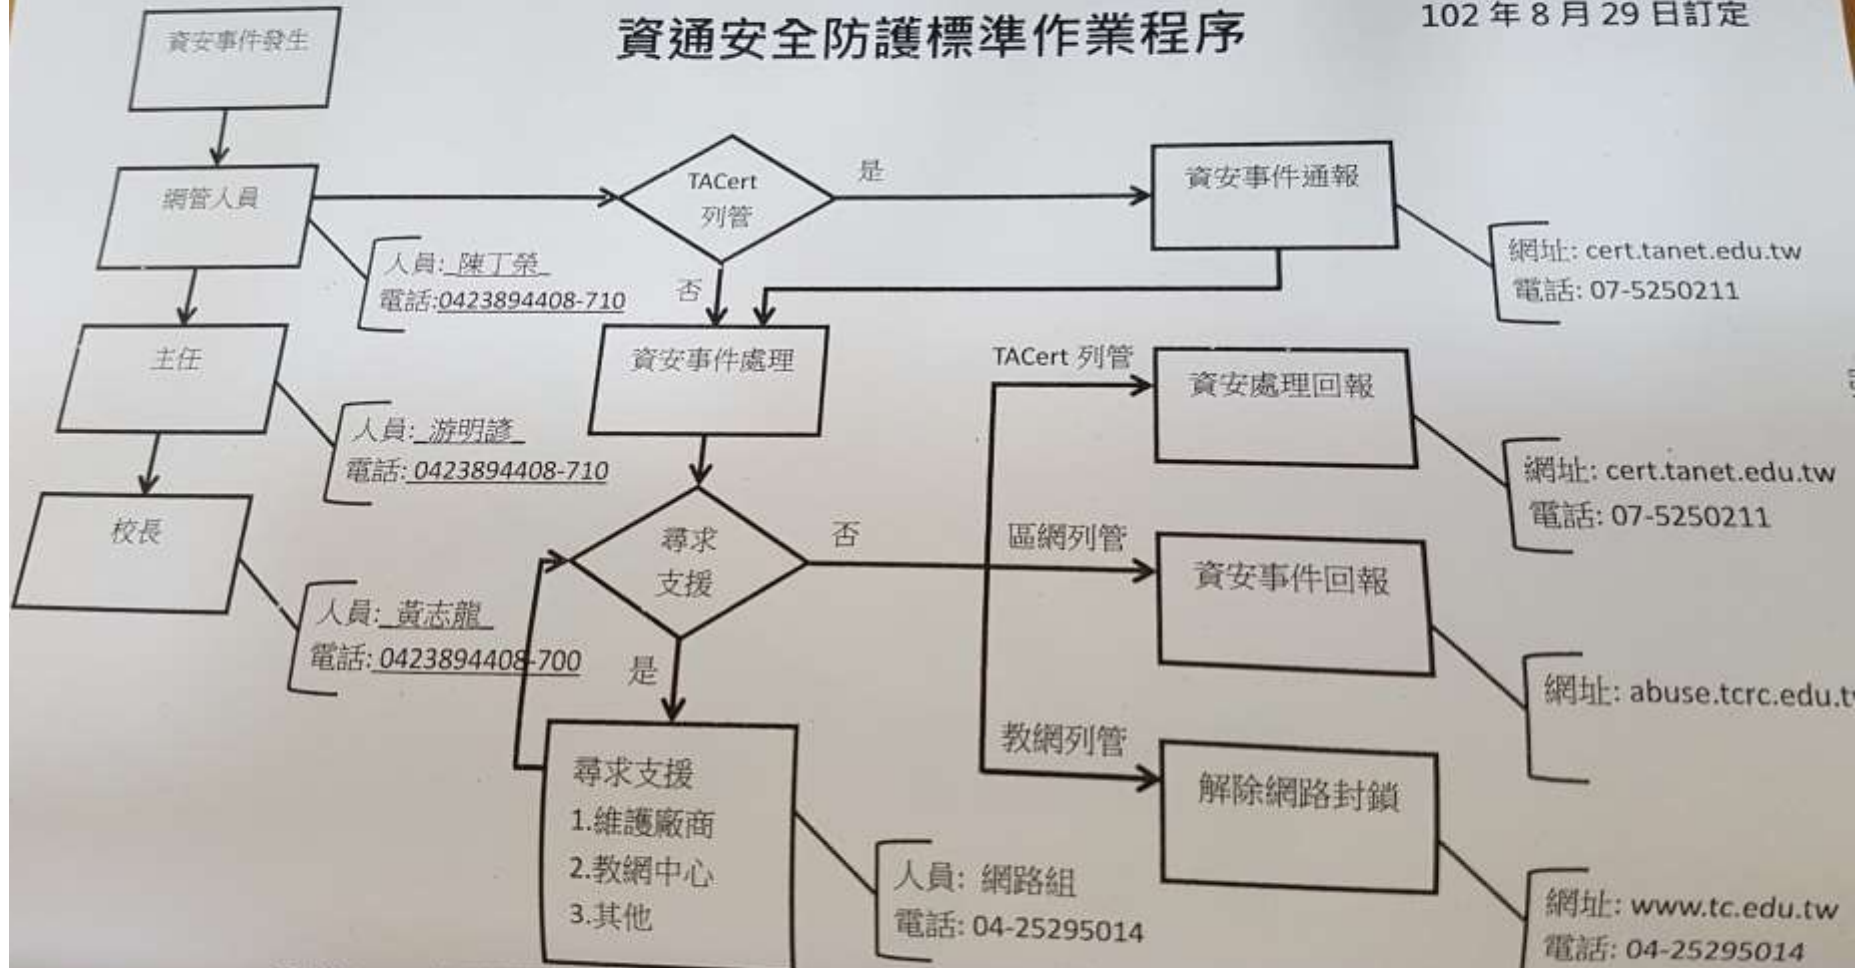 資通安全防護標準作業程序
102 年 8 月 29 日訂定
資安事件發生
網管人員
人員: 陳丁榮
電話:0423894408-710
主任
人員: 游明諺
電話: 0423894408-710
校長
人員: 黃志龍
電話: 0423894408-700
TACert
列管
是
否
資安事件通報
網址: cert.tanet.edu.tw
電話: 07-5250211
資安事件處理
尋求
支援
否
是
尋求支援
1.維護廠商
2.教網中心
3.其他
人員: 網路組
電話: 04-25295014
TACert 列管
資安處理回報
網址: cert.tanet.edu.tw
電話: 07-5250211
區網列管
資安事件回報
網址: abuse.tcrc.edu.tw
教網列管
解除網路封鎖
網址: www.tc.edu.tw
電話: 04-25295014